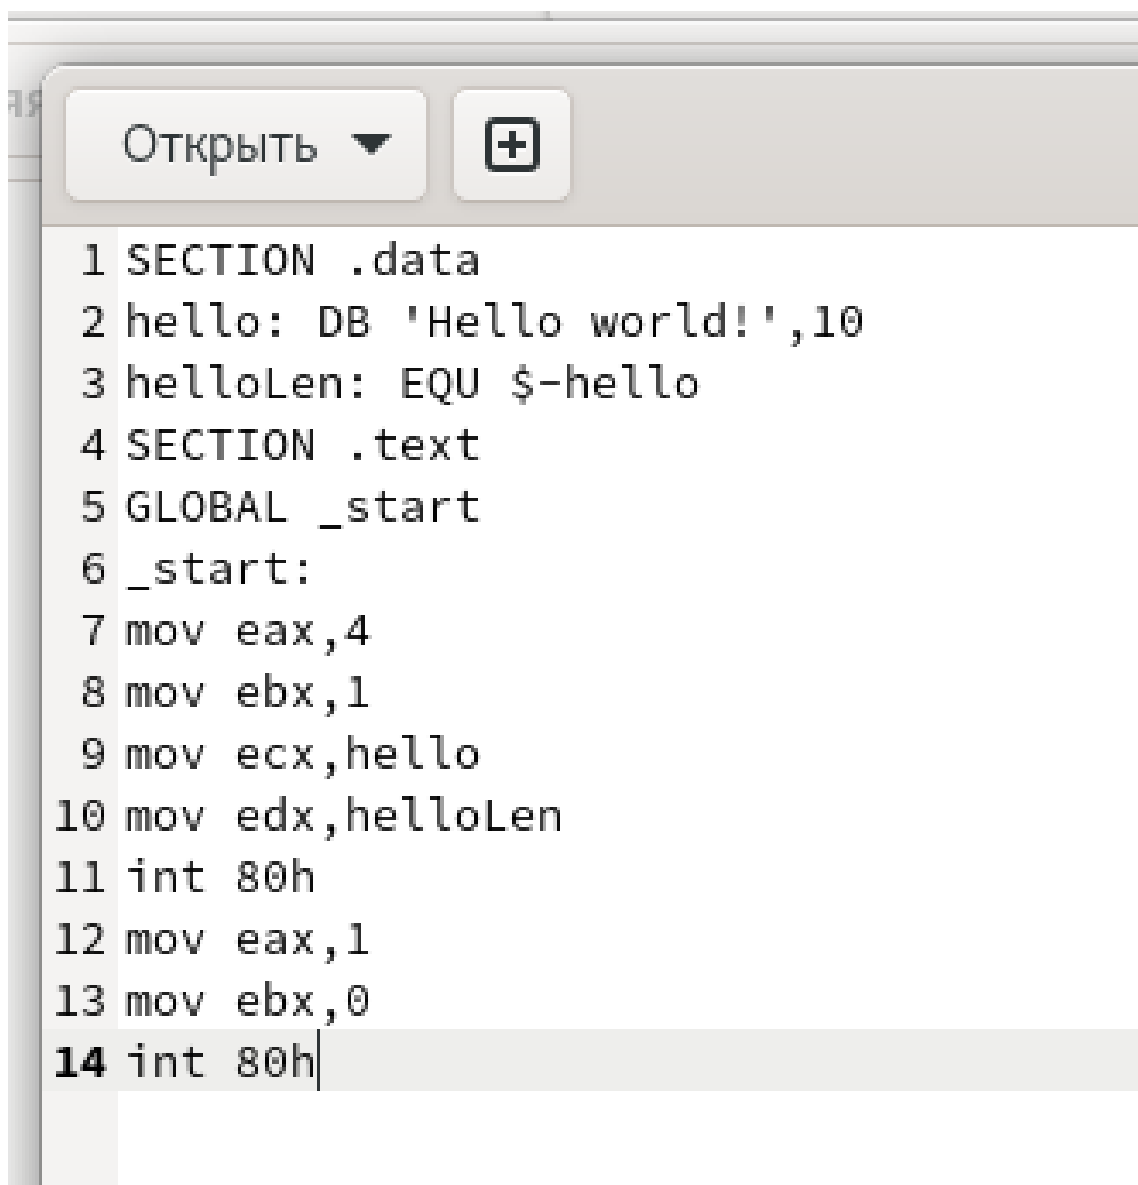 Открыть
1 SECTION .data
2 hello: DB 'Hello world!',10
3 helloLen: EQU $-hello
4 SECTION .text
5 GLOBAL _start
6 _start:
7 mov eax,4
8 mov ebx,1
9 mov ecx,hello
10 mov edx,helloLen
11 int 80h
12 mov eax,1
13 mov ebx,0
14 int 80h